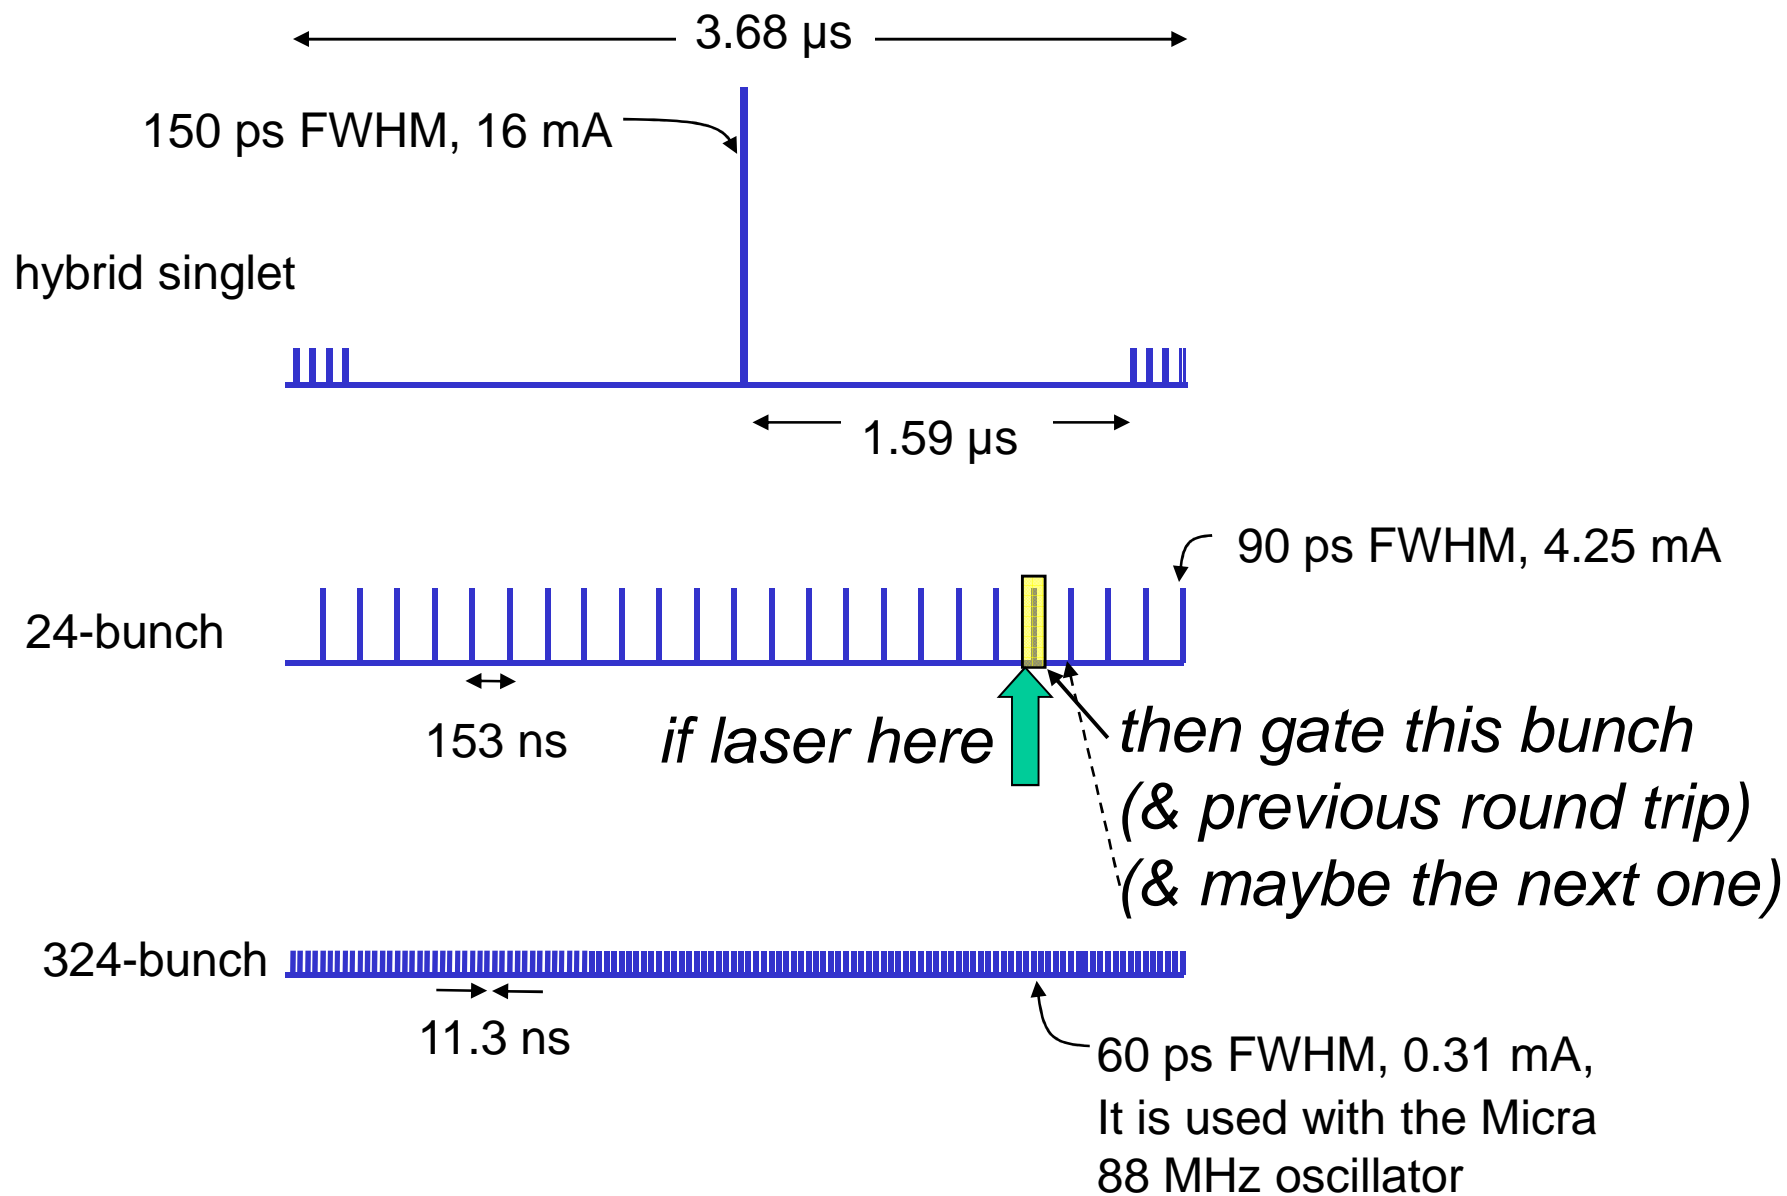 3.68 µs
150 ps FWHM, 16 mA
hybrid singlet
1.59 µs
90 ps FWHM, 4.25 mA
24-bunch
153 ns
if laser here
then gate this bunch
(& previous round trip)
(& maybe the next one)
324-bunch
11.3 ns
60 ps FWHM, 0.31 mA,
It is used with the Micra
88 MHz oscillator